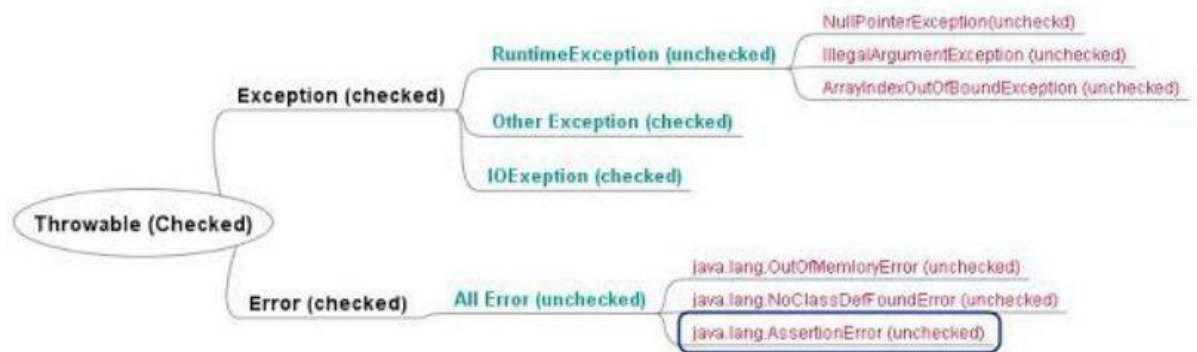 NullPointerException(uncheckd)
RuntimeException (unchecked)
IllegalArgumentException (unchecked)
ArrayIndexOutOfBoundException (unchecked)
Exception (checked)
Other Exception (checked)
IOExeption (checked)
Throwable (Checked)
java.lang.OutOfMemloryError (unchecked)
Error (checked)
All Error (unchecked)
java.lang.NoClassDefFoundError (unchecked)
java.lang.AssertionError (unchecked)